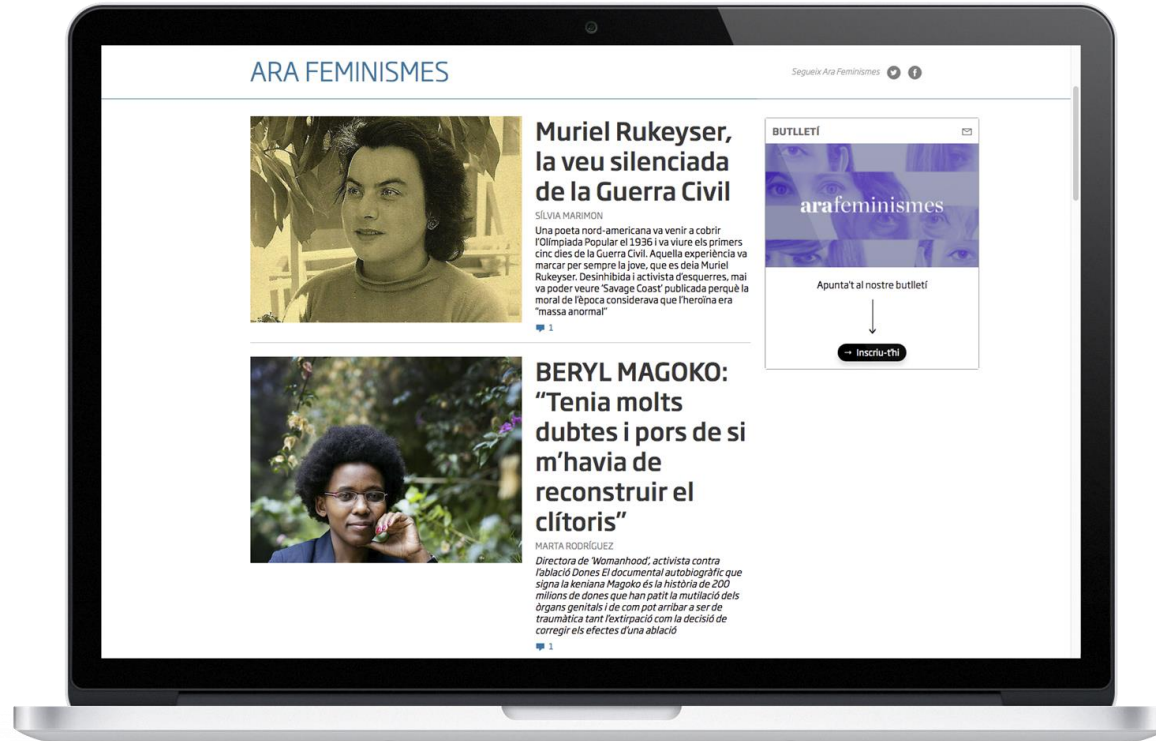 ARA FEMINISMES
Segueix Ara Feminismes
Muriel Rukeyser,
la veu silenciada
de la Guerra Civil
SÍLVIA MARIMON
Una poeta nord-americana va venir a cobrir
l'Olimpíada Popular el 1936 i va viure els primers
cinc dies de la Guerra Civil. Aquella experiència va
marcar per sempre la jove, que es deia Muriel
Rukeyser. Desinhibida i activista d'esquerres, mai
va poder veure 'Savage Coast' publicada perquè la
moral de l'època considerava que l'heroïna era
"massa anormal"
1
BUTLLETÍ
arafeminismes
Apunta't al nostre butlletí
→ Inscriu-t'hi
BERYL MAGOKO:
“Tenia molts
dubtes i pors de si
m’havia de
reconstruir el
clítoris”
MARTA RODRÍGUEZ
Directora de 'Womanhood', activista contra
l'ablació Dones El documental autobiogràfic que
signa la keniana Magoko és la història de 200
milions de dones que han patit la mutilació dels
òrgans genitals i de com pot arribar a ser de
traumàtica tant l'extirpació com la decisió de
corregir els efectes d'una ablació
1